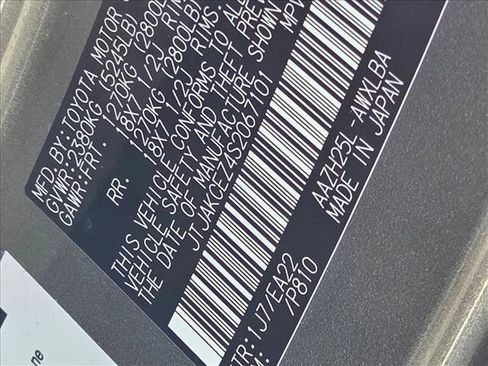 MFD. BY: TOYOTA MOTOR
GVWR: 2380KG (5245LB)
GAWR: FRT. 1270KG (2800LB
18X7 1/2J RIMS,
RR. 1270KG (2800LB)
18X7 1/2J RIMS,
THIS VEHICLE CONFORMS TO ALL
VEHICLE SAFETY AND THEFT PRE
THE DATE OF MANUFACTURE SHOWN
MPV
AAZH25L-AWXLBA
MADE IN JAPAN
TR: 1J7/EA22
M: /P810
ne